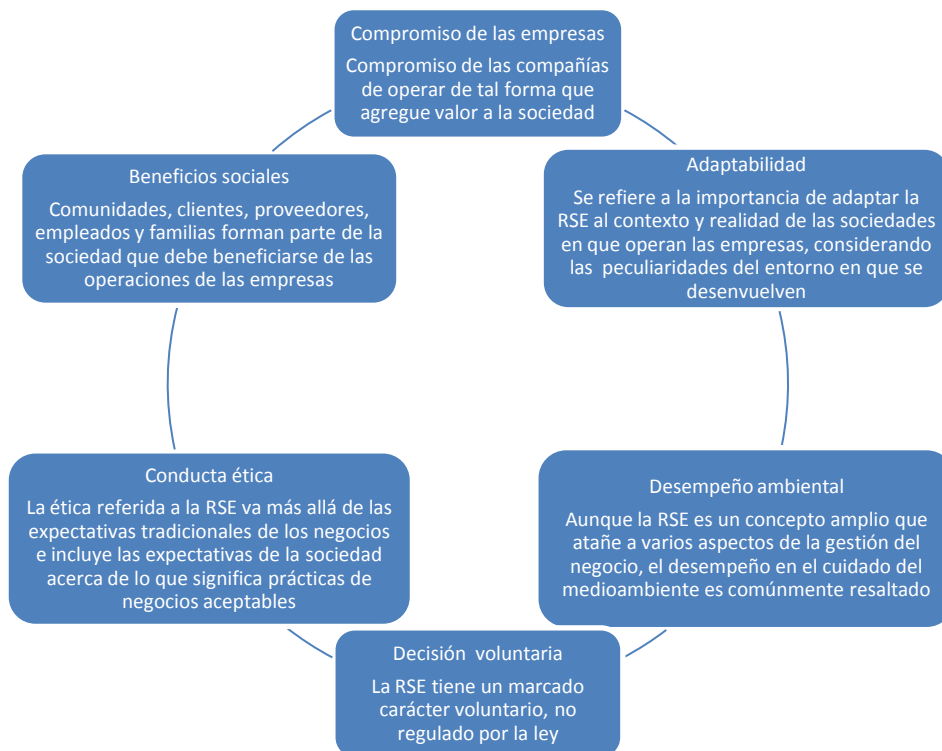 Compromiso de las empresas
Compromiso de las compañías
de operar de tal forma que
agregue valor a la sociedad
Adaptabilidad
Se refiere a la importancia de adaptar la
RSE al contexto y realidad de las sociedades
en que operan las empresas, considerando
las peculiaridades del entorno en que se
desenvuelven
Desempeño ambiental
Aunque la RSE es un concepto amplio que
atañe a varios aspectos de la gestión del
negocio, el desempeño en el cuidado del
medioambiente es comúnmente resaltado
Decisión voluntaria
La RSE tiene un marcado
carácter voluntario, no
regulado por la ley
Conducta ética
La ética referida a la RSE va más allá de las
expectativas tradicionales de los negocios
e incluye las expectativas de la sociedad
acerca de lo que significa prácticas de
negocios aceptables
Beneficios sociales
Comunidades, clientes, proveedores,
empleados y familias forman parte de la
sociedad que debe beneficiarse de las
operaciones de las empresas